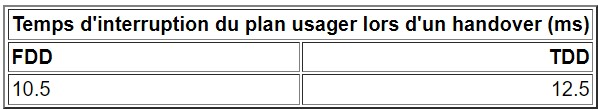 Temps d'interruption du plan usager lors d'un handover (ms)
FDD TDD
10.5 12.5